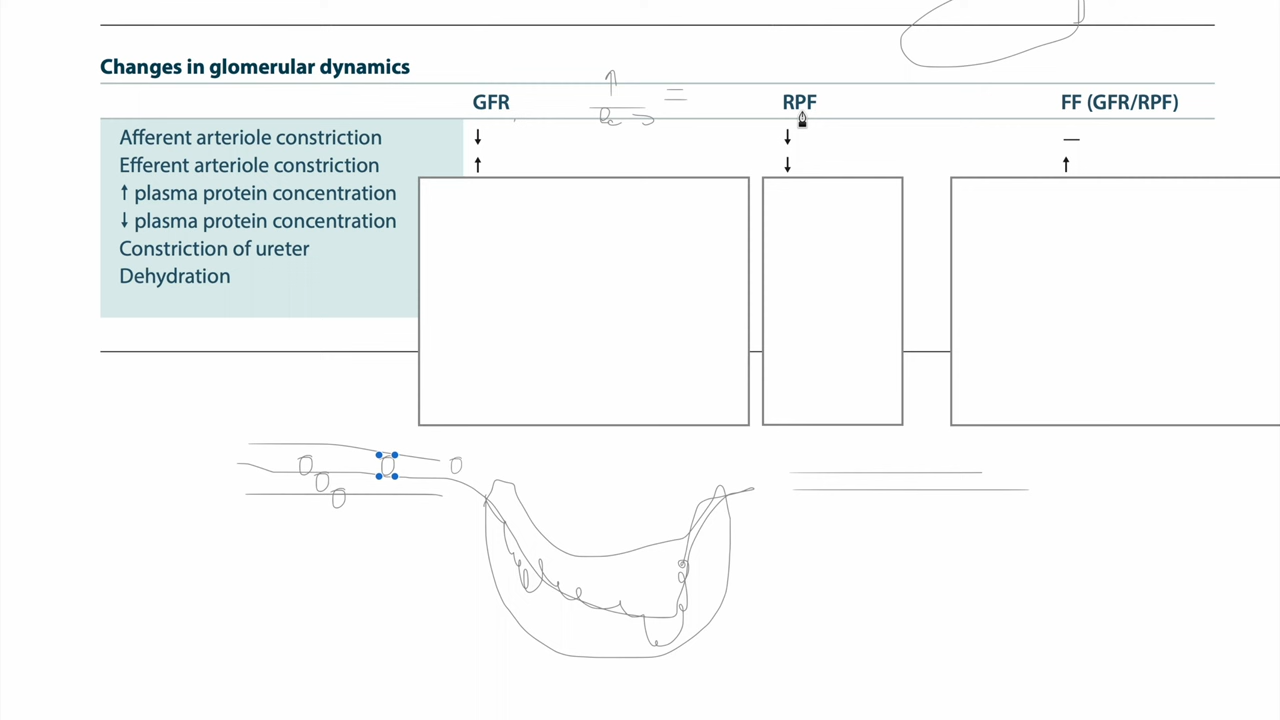 Changes in glomerular dynamics
GFR RPF FF (GFR/RPF)
Afferent arteriole constriction ↓ ↓ —
Efferent arteriole constriction ↑ ↓ ↑
↑ plasma protein concentration
↓ plasma protein concentration
Constriction of ureter
Dehydration